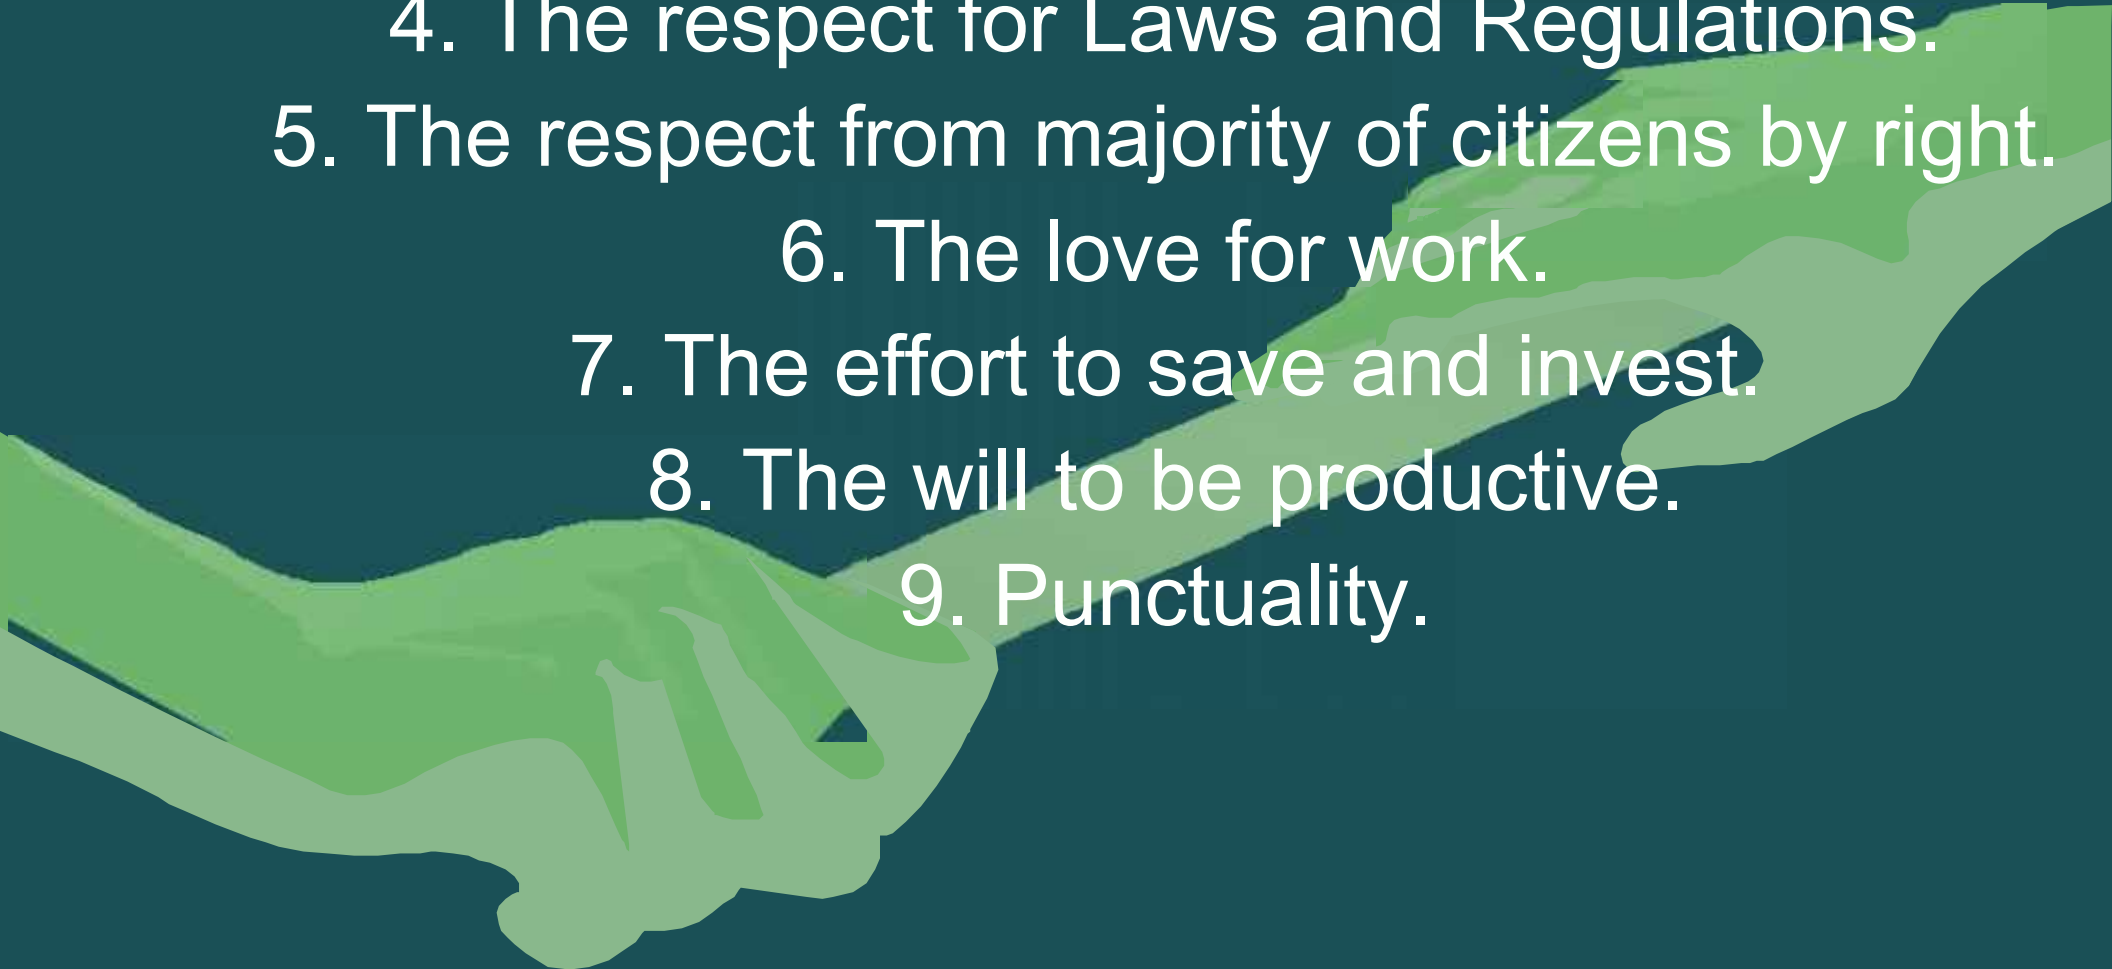 4. The respect for Laws and Regulations.
5. The respect from majority of citizens by right.
6. The love for work.
7. The effort to save and invest.
8. The will to be productive.
9. Punctuality.